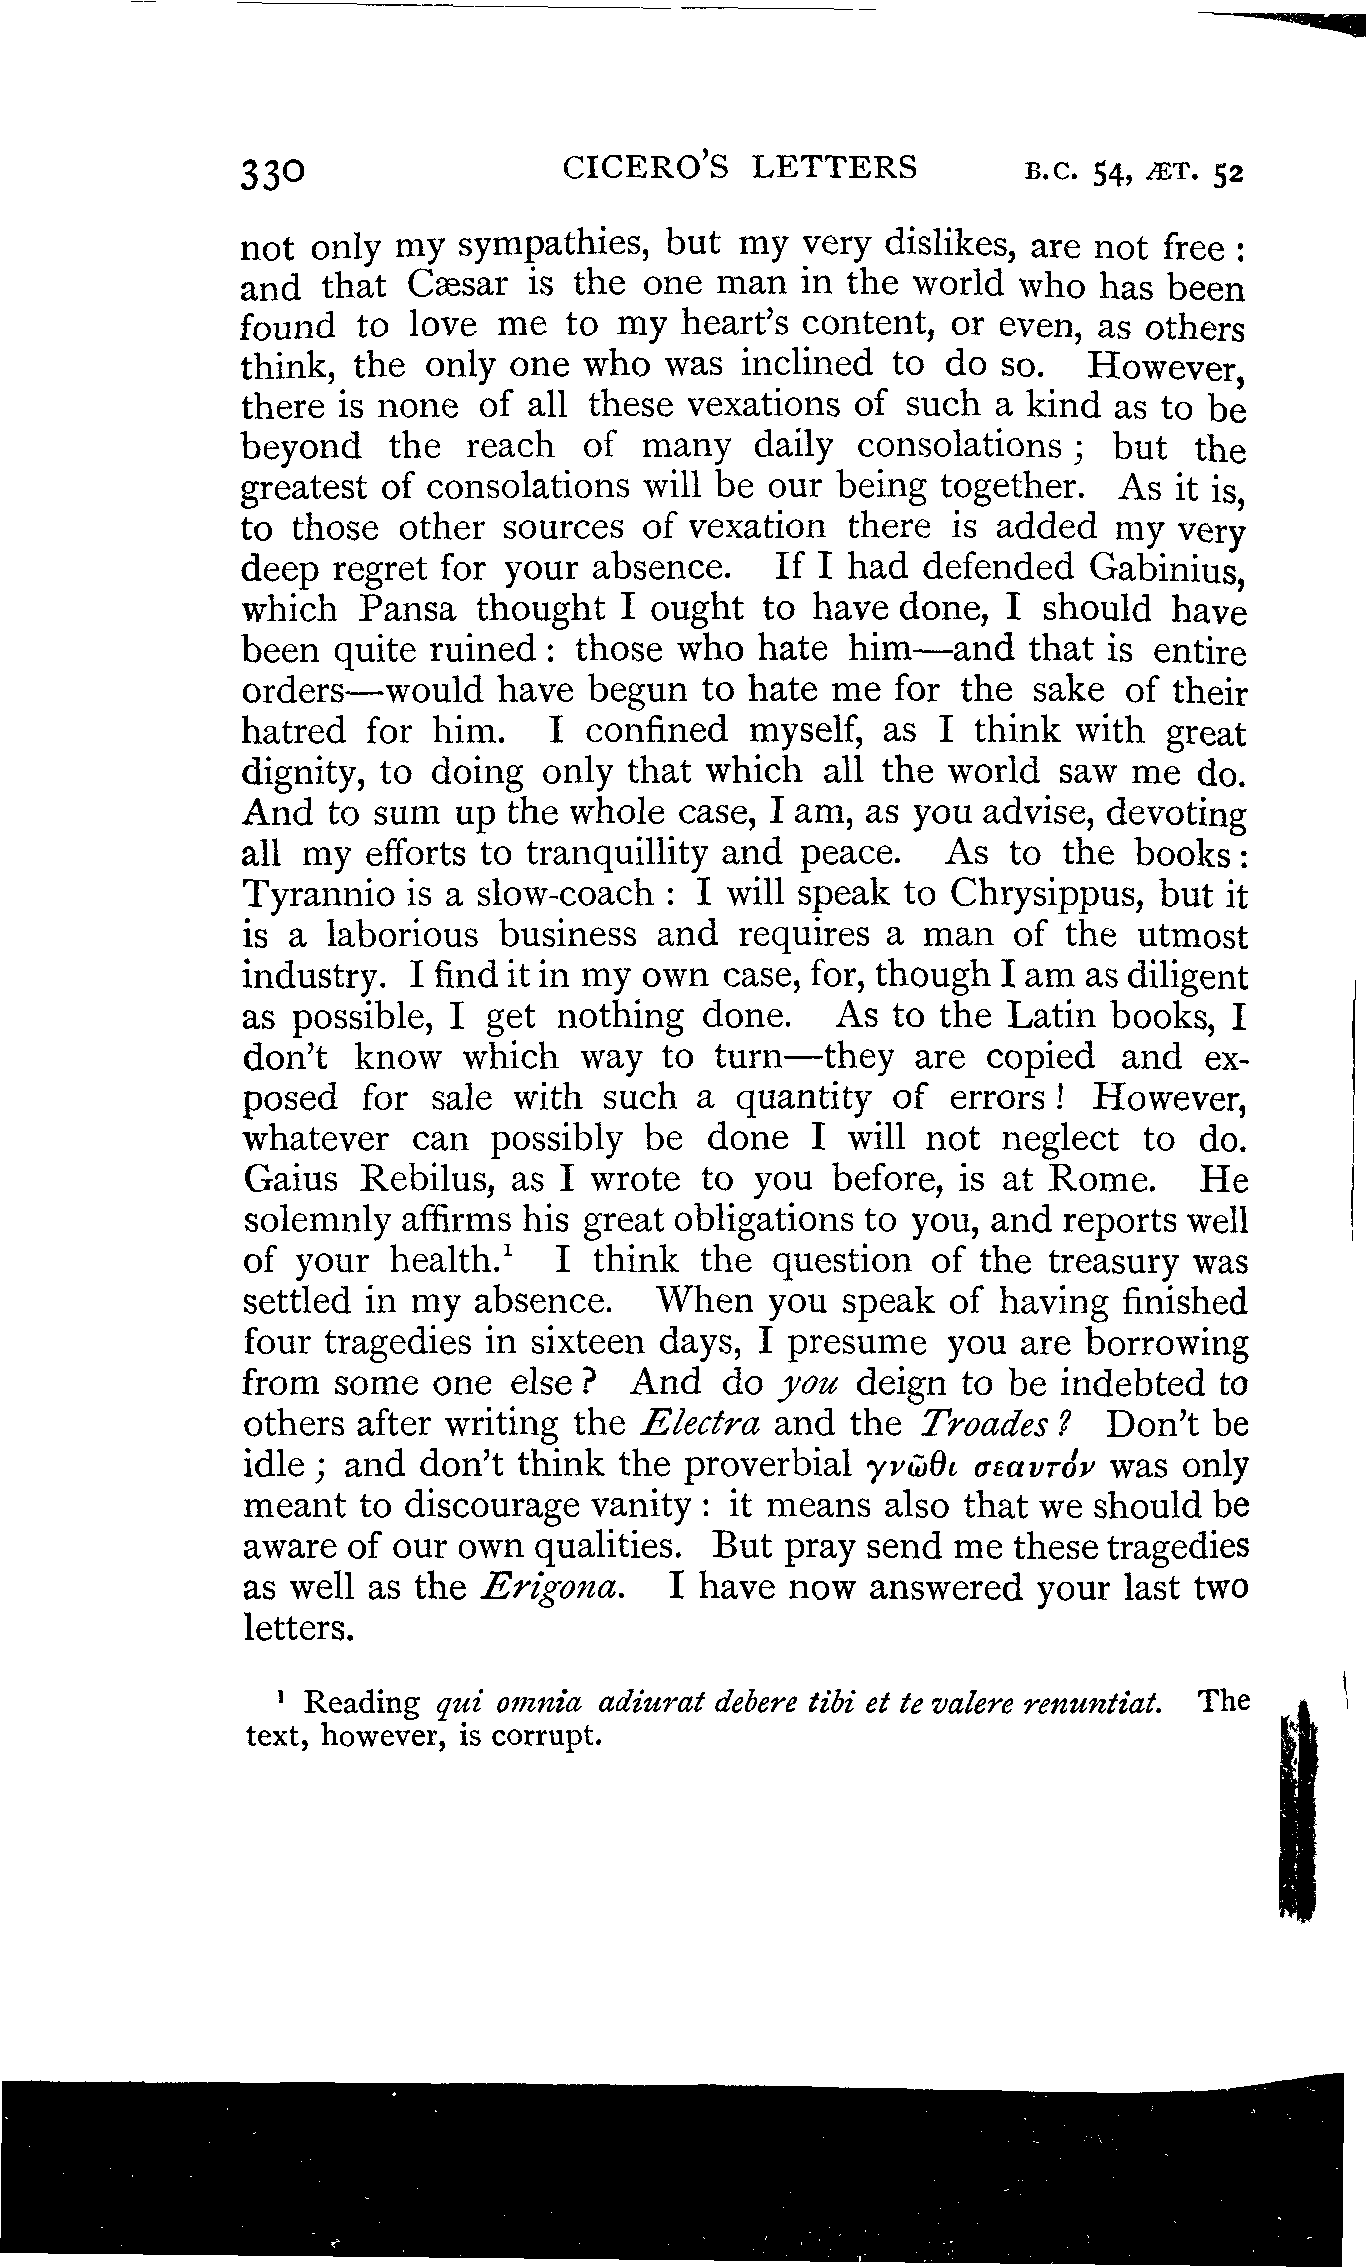 330 CICERO'S LETTERS B.C. 54, ÆT. 52
not only my sympathies, but my very dislikes, are not free :
and that Cæsar is the one man in the world who has been
found to love me to my heart's content, or even, as others
think, the only one who was inclined to do so. However,
there is none of all these vexations of such a kind as to be
beyond the reach of many daily consolations ; but the
greatest of consolations will be our being together. As it is,
to those other sources of vexation there is added my very
deep regret for your absence. If I had defended Gabinius,
which Pansa thought I ought to have done, I should have
been quite ruined : those who hate him—and that is entire
orders—would have begun to hate me for the sake of their
hatred for him. I confined myself, as I think with great
dignity, to doing only that which all the world saw me do.
And to sum up the whole case, I am, as you advise, devoting
all my efforts to tranquillity and peace. As to the books :
Tyrannio is a slow-coach : I will speak to Chrysippus, but it
is a laborious business and requires a man of the utmost
industry. I find it in my own case, for, though I am as diligent
as possible, I get nothing done. As to the Latin books, I
don't know which way to turn—they are copied and ex-
posed for sale with such a quantity of errors ! However,
whatever can possibly be done I will not neglect to do.
Gaius Rebilus, as I wrote to you before, is at Rome. He
solemnly affirms his great obligations to you, and reports well
of your health.¹ I think the question of the treasury was
settled in my absence. When you speak of having finished
four tragedies in sixteen days, I presume you are borrowing
from some one else ? And do you deign to be indebted to
others after writing the Electra and the Troades ? Don't be
idle ; and don't think the proverbial γνῶθι σεαυτόν was only
meant to discourage vanity : it means also that we should be
aware of our own qualities. But pray send me these tragedies
as well as the Erigona. I have now answered your last two
letters.
¹ Reading qui omnia adiurat debere tibi et te valere renuntiat. The
text, however, is corrupt.